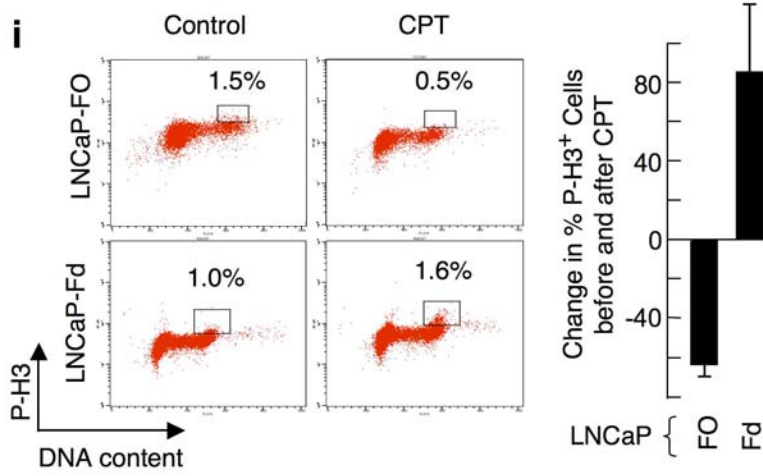 i
Control
CPT
LNCaP-FO
1.5%
0.5%
LNCaP-Fd
1.0%
1.6%
P-H3
DNA content
Change in % P-H3+ Cells
before and after CPT
80
40
0
-40
LNCaP { FO Fd